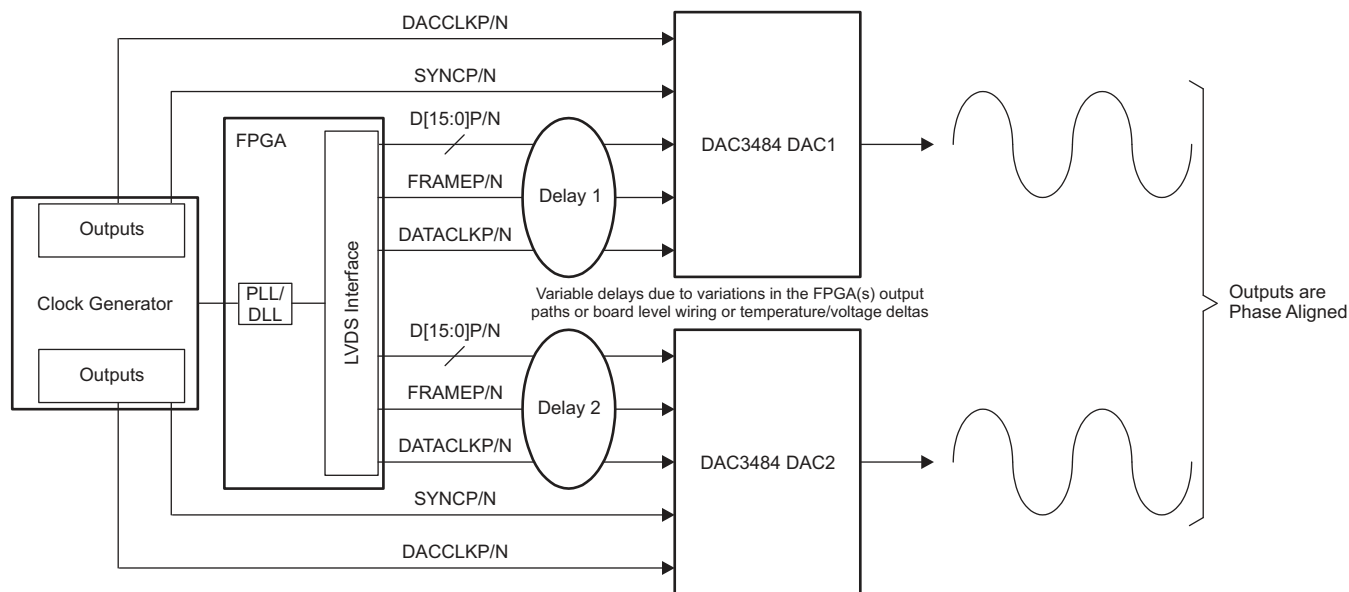 DACCLKP/N
SYNCP/N
D[15:0]P/N
FPGA
DAC3484 DAC1
FRAMEP/N
Delay 1
Outputs
DATACLKP/N
Clock Generator
PLL/
DLL
LVDS Interface
Variable delays due to variations in the FPGA(s) output
paths or board level wiring or temperature/voltage deltas
Outputs are
Phase Aligned
D[15:0]P/N
Outputs
FRAMEP/N
Delay 2
DATACLKP/N
DAC3484 DAC2
SYNCP/N
DACCLKP/N